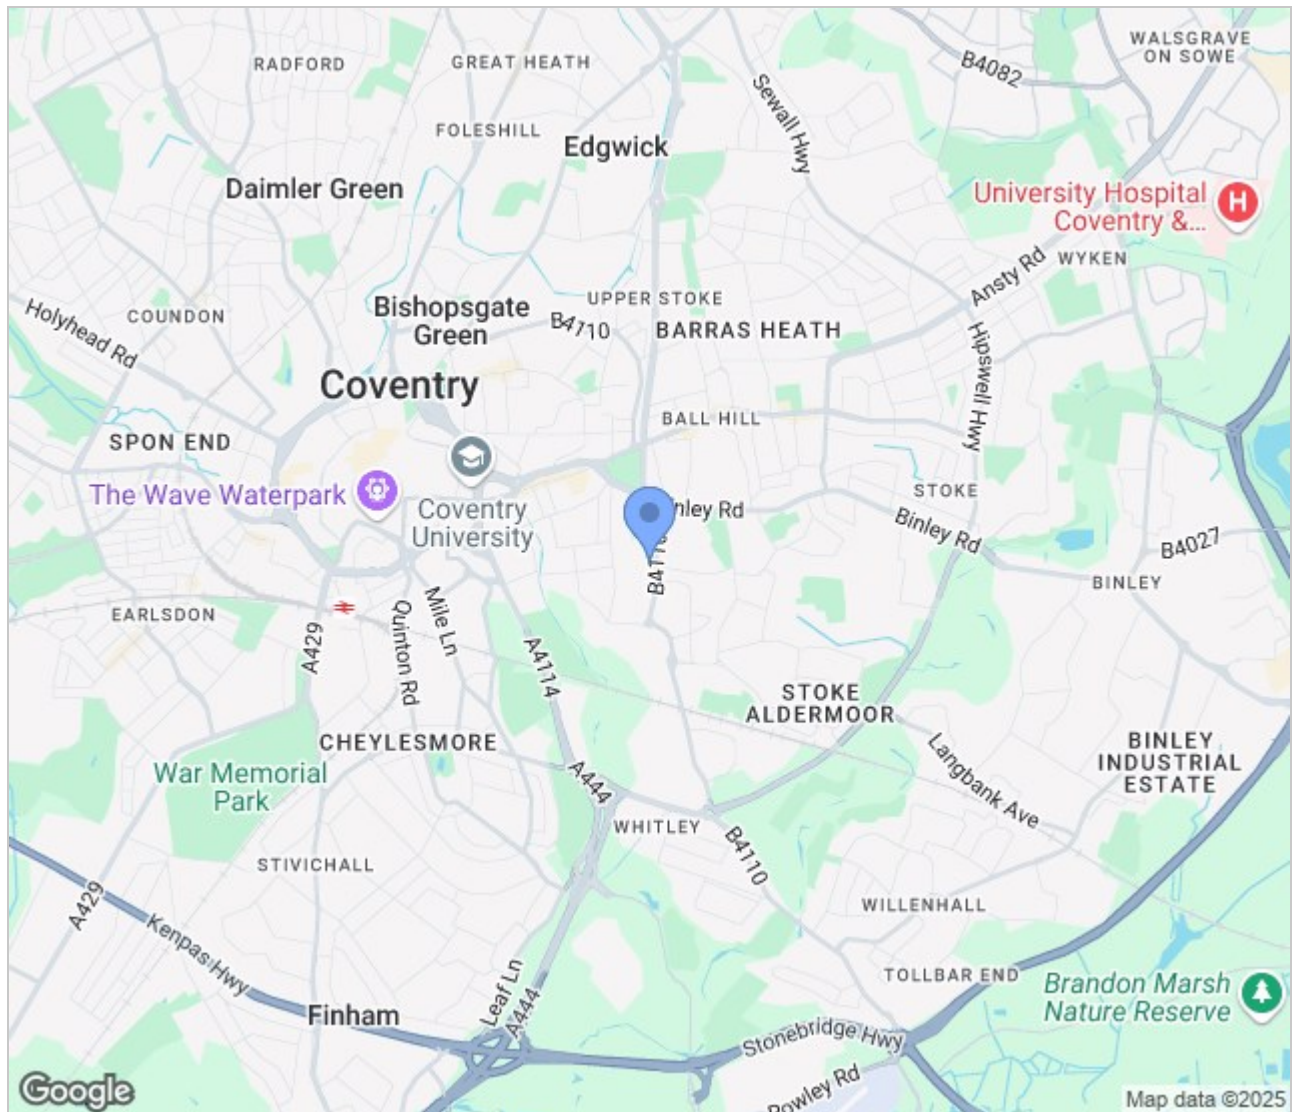 WALSGRAVE
ON SOWE
RADFORD
GREAT HEATH
B4082
Sewall Hwy
FOLESHILL
Edgwick
Daimler Green
University Hospital
Coventry &...
H
WYKEN
Ansty Rd
UPPER STOKE
Bishopsgate
Green
B4110
BARRAS HEATH
COUNDON
Holyhead Rd
Hipswell Hwy
Coventry
BALL HILL
SPON END
The Wave Waterpark
Coventry
University
STOKE
Binley Rd
B4027
BINLEY
B4110
EARLSDON
A429
Quinton Rd
Mile Ln
A4114
STOKE
ALDERMOOR
CHEYLESMORE
War Memorial
Park
A444
Langbank Ave
BINLEY
INDUSTRIAL
ESTATE
WHITLEY
B4110
STIVICHALL
A429
Kenpas Hwy
WILLENHALL
TOLLBAR END
Brandon Marsh
Nature Reserve
Finham
Leaf Ln
A444
Stonebridge Hwy
Rowley Rd
Google
Map data ©2025